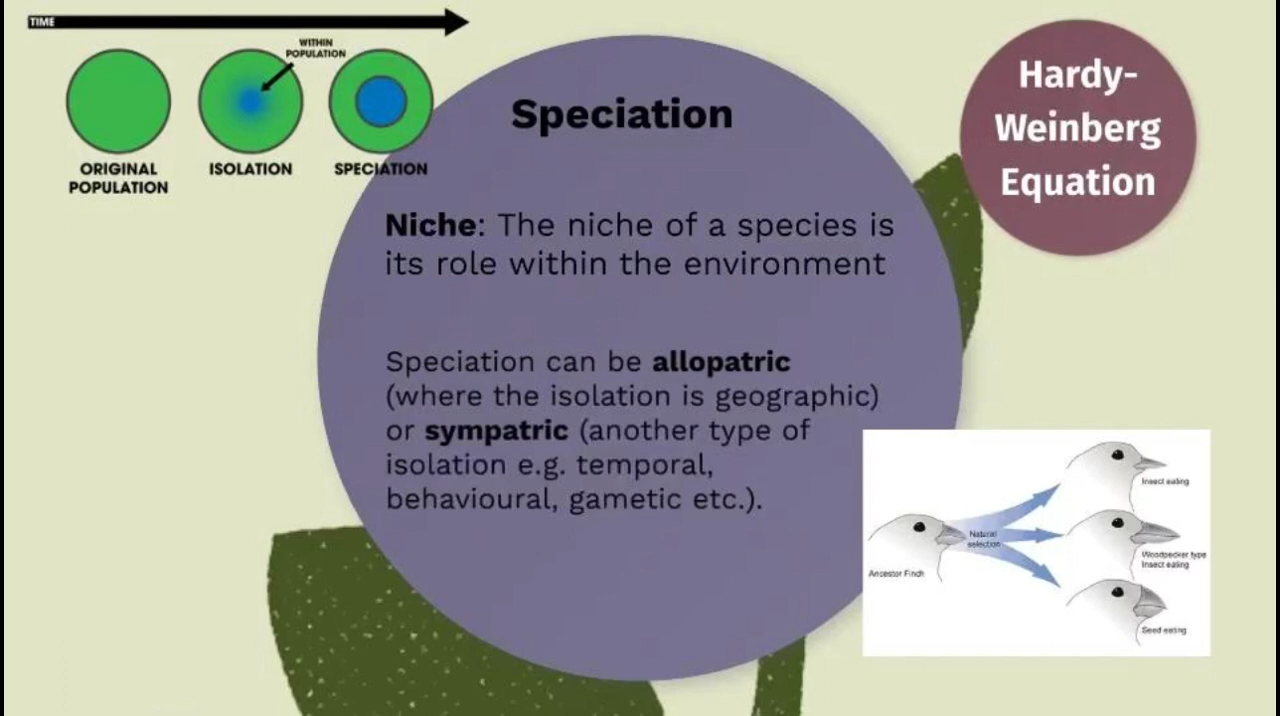 TIME
WITHIN
POPULATION
ORIGINAL
POPULATION
ISOLATION
SPECIATION
Speciation
Niche: The niche of a species is
its role within the environment
Speciation can be allopatric
(where the isolation is geographic)
or sympatric (another type of
isolation e.g. temporal,
behavioural, gametic etc.).
Hardy-
Weinberg
Equation
Ancestor Finch
Natural
selection
Insect eating
Woodpecker type
Insect eating
Seed eating